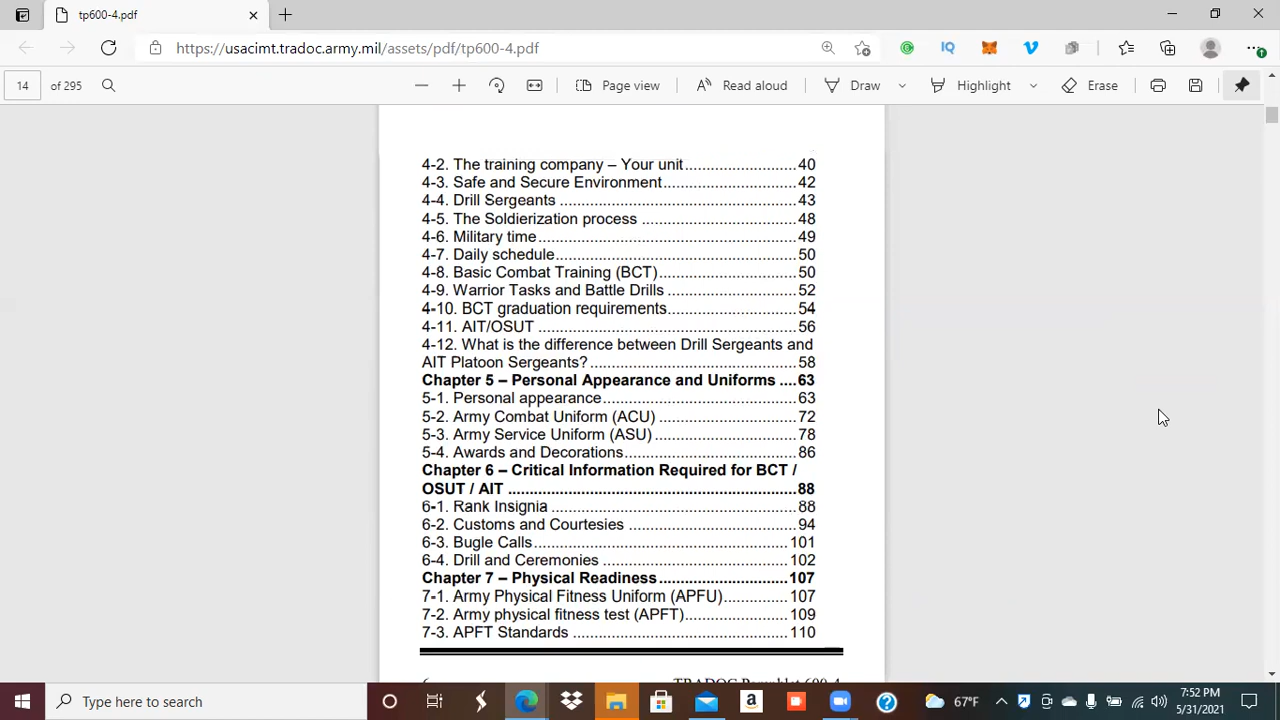 tp600-4.pdf
https://usacimt.tradoc.army.mil/assets/pdf/tp600-4.pdf
IQ
14 of 295
Page view
Read aloud
Draw
Highlight
Erase
4-2. The training company – Your unit..........................40
4-3. Safe and Secure Environment...............................42
4-4. Drill Sergeants .......................................................43
4-5. The Soldierization process ....................................48
4-6. Military time............................................................49
4-7. Daily schedule........................................................50
4-8. Basic Combat Training (BCT)................................50
4-9. Warrior Tasks and Battle Drills ..............................52
4-10. BCT graduation requirements..............................54
4-11. AIT/OSUT ............................................................56
4-12. What is the difference between Drill Sergeants and
AIT Platoon Sergeants?................................................58
Chapter 5 – Personal Appearance and Uniforms ....63
5-1. Personal appearance.............................................63
5-2. Army Combat Uniform (ACU) ................................72
5-3. Army Service Uniform (ASU) .................................78
5-4. Awards and Decorations........................................86
Chapter 6 – Critical Information Required for BCT /
OSUT / AIT ..................................................................88
6-1. Rank Insignia .........................................................88
6-2. Customs and Courtesies .......................................94
6-3. Bugle Calls...........................................................101
6-4. Drill and Ceremonies ...........................................102
Chapter 7 – Physical Readiness.............................107
7-1. Army Physical Fitness Uniform (APFU)...............107
7-2. Army physical fitness test (APFT)........................109
7-3. APFT Standards ..................................................110
6 TRADOC Pamphlet 600-4
Type here to search
67°F
7:52 PM
5/31/2021